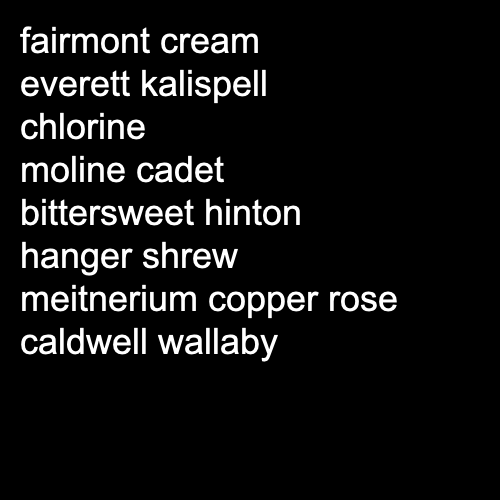 fairmont cream
everett kalispell
chlorine
moline cadet
bittersweet hinton
hanger shrew
meitnerium copper rose
caldwell wallaby